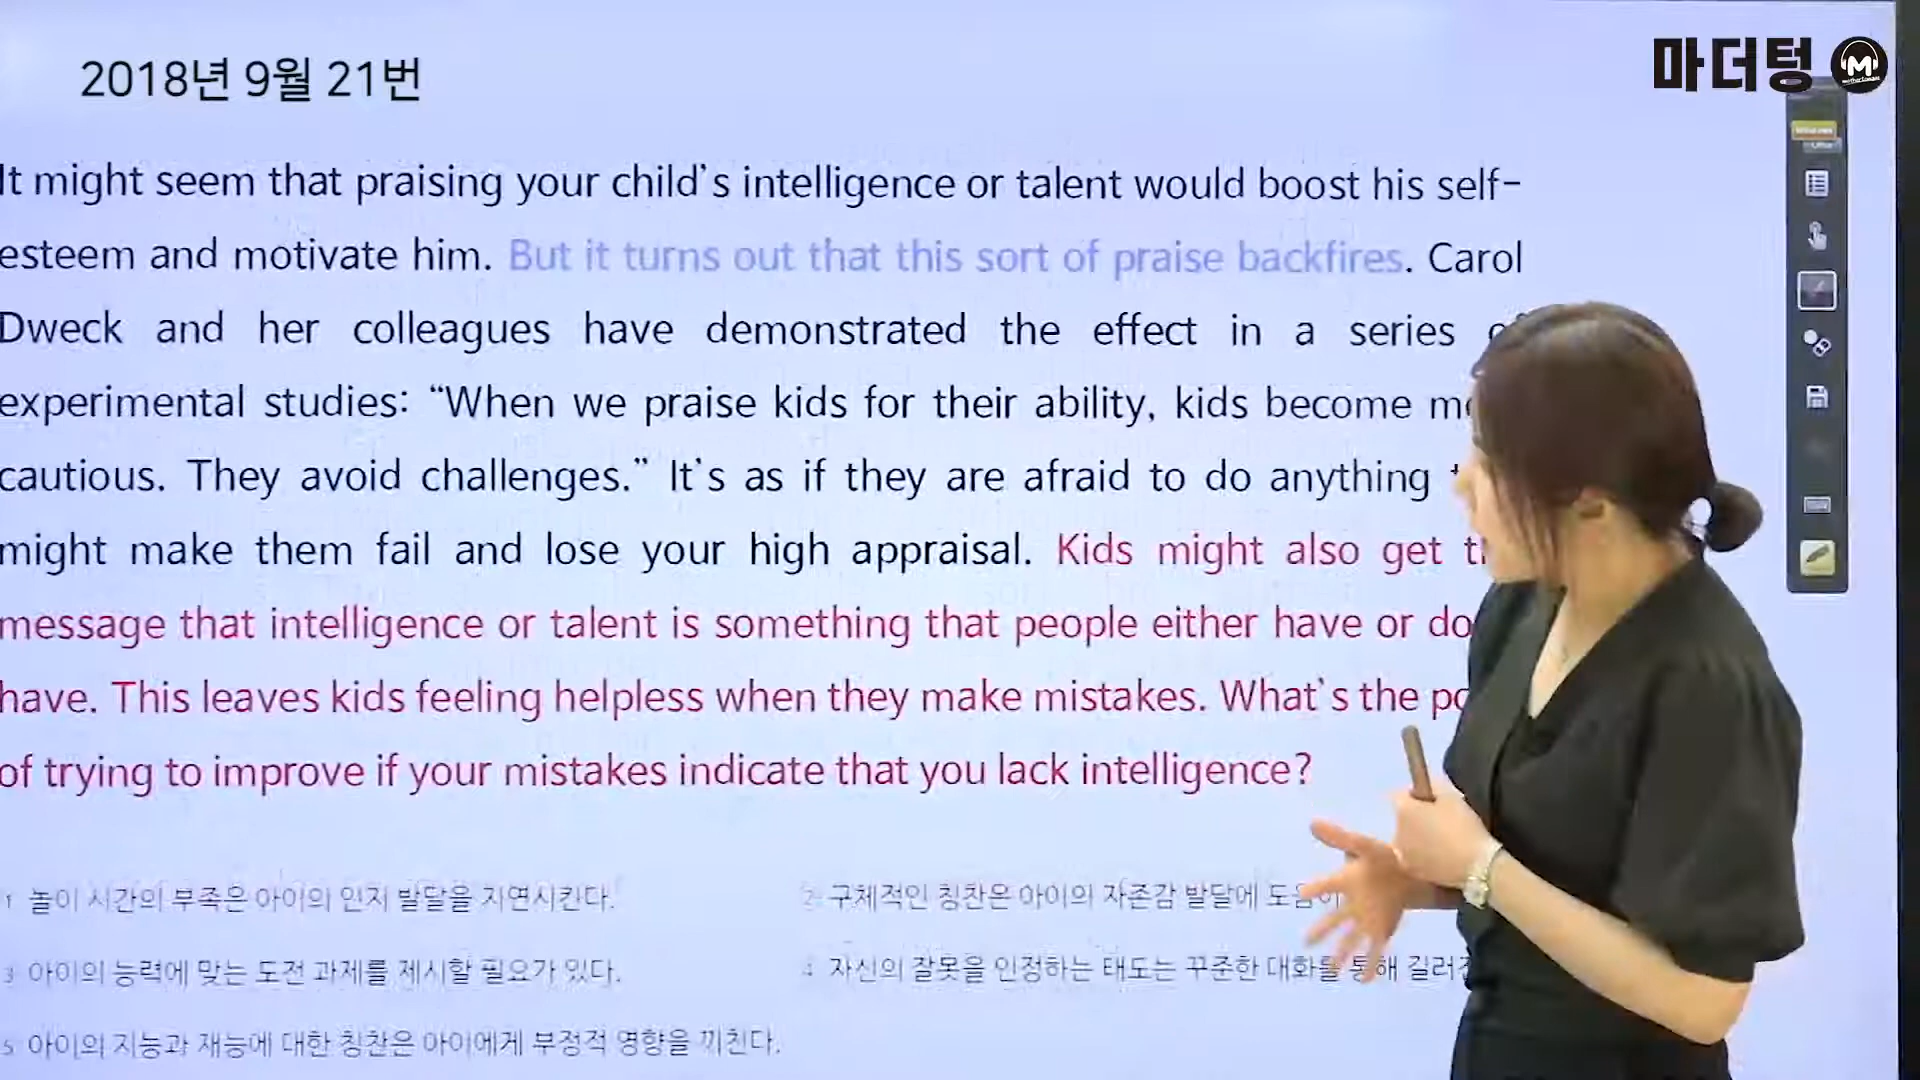 마더텅
2018년 9월 21번
It might seem that praising your child's intelligence or talent would boost his self-
esteem and motivate him. But it turns out that this sort of praise backfires. Carol
Dweck and her colleagues have demonstrated the effect in a series
experimental studies: “When we praise kids for their ability, kids become
cautious. They avoid challenges.” It's as if they are afraid to do anything
might make them fail and lose your high appraisal. Kids might also get
message that intelligence or talent is something that people either have or
have. This leaves kids feeling helpless when they make mistakes. What's the
of trying to improve if your mistakes indicate that you lack intelligence?
1 놀이 시간의 부족은 아이의 인지 발달을 지연시킨다.
2 구체적인 칭찬은 아이의 자존감 발달에
3 아이의 능력에 맞는 도전 과제를 제시할 필요가 있다.
4 자신의 잘못을 인정하는 태도는 꾸준한 대화를 통해
5 아이의 지능과 재능에 대한 칭찬은 아이에게 부정적 영향을 끼친다.